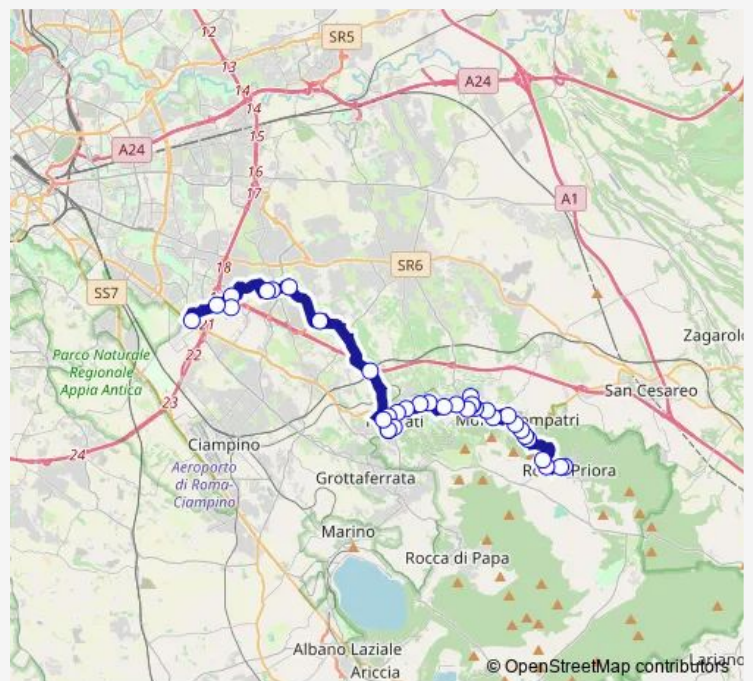 12
SR5
13
14
A24
14
15
A24
16
17
A1
18
SR6
SS7
21
22
Parco Naturale
Regionale
Appia Antica
Zagarolo
San Cesareo
23
24
Ciampino
Aeroporto
di Roma-
Ciampino
Grottaferrata
Priora
Marino
Rocca di Papa
Albano Laziale
Ariccia
Lariano
© OpenStreetMap contributors